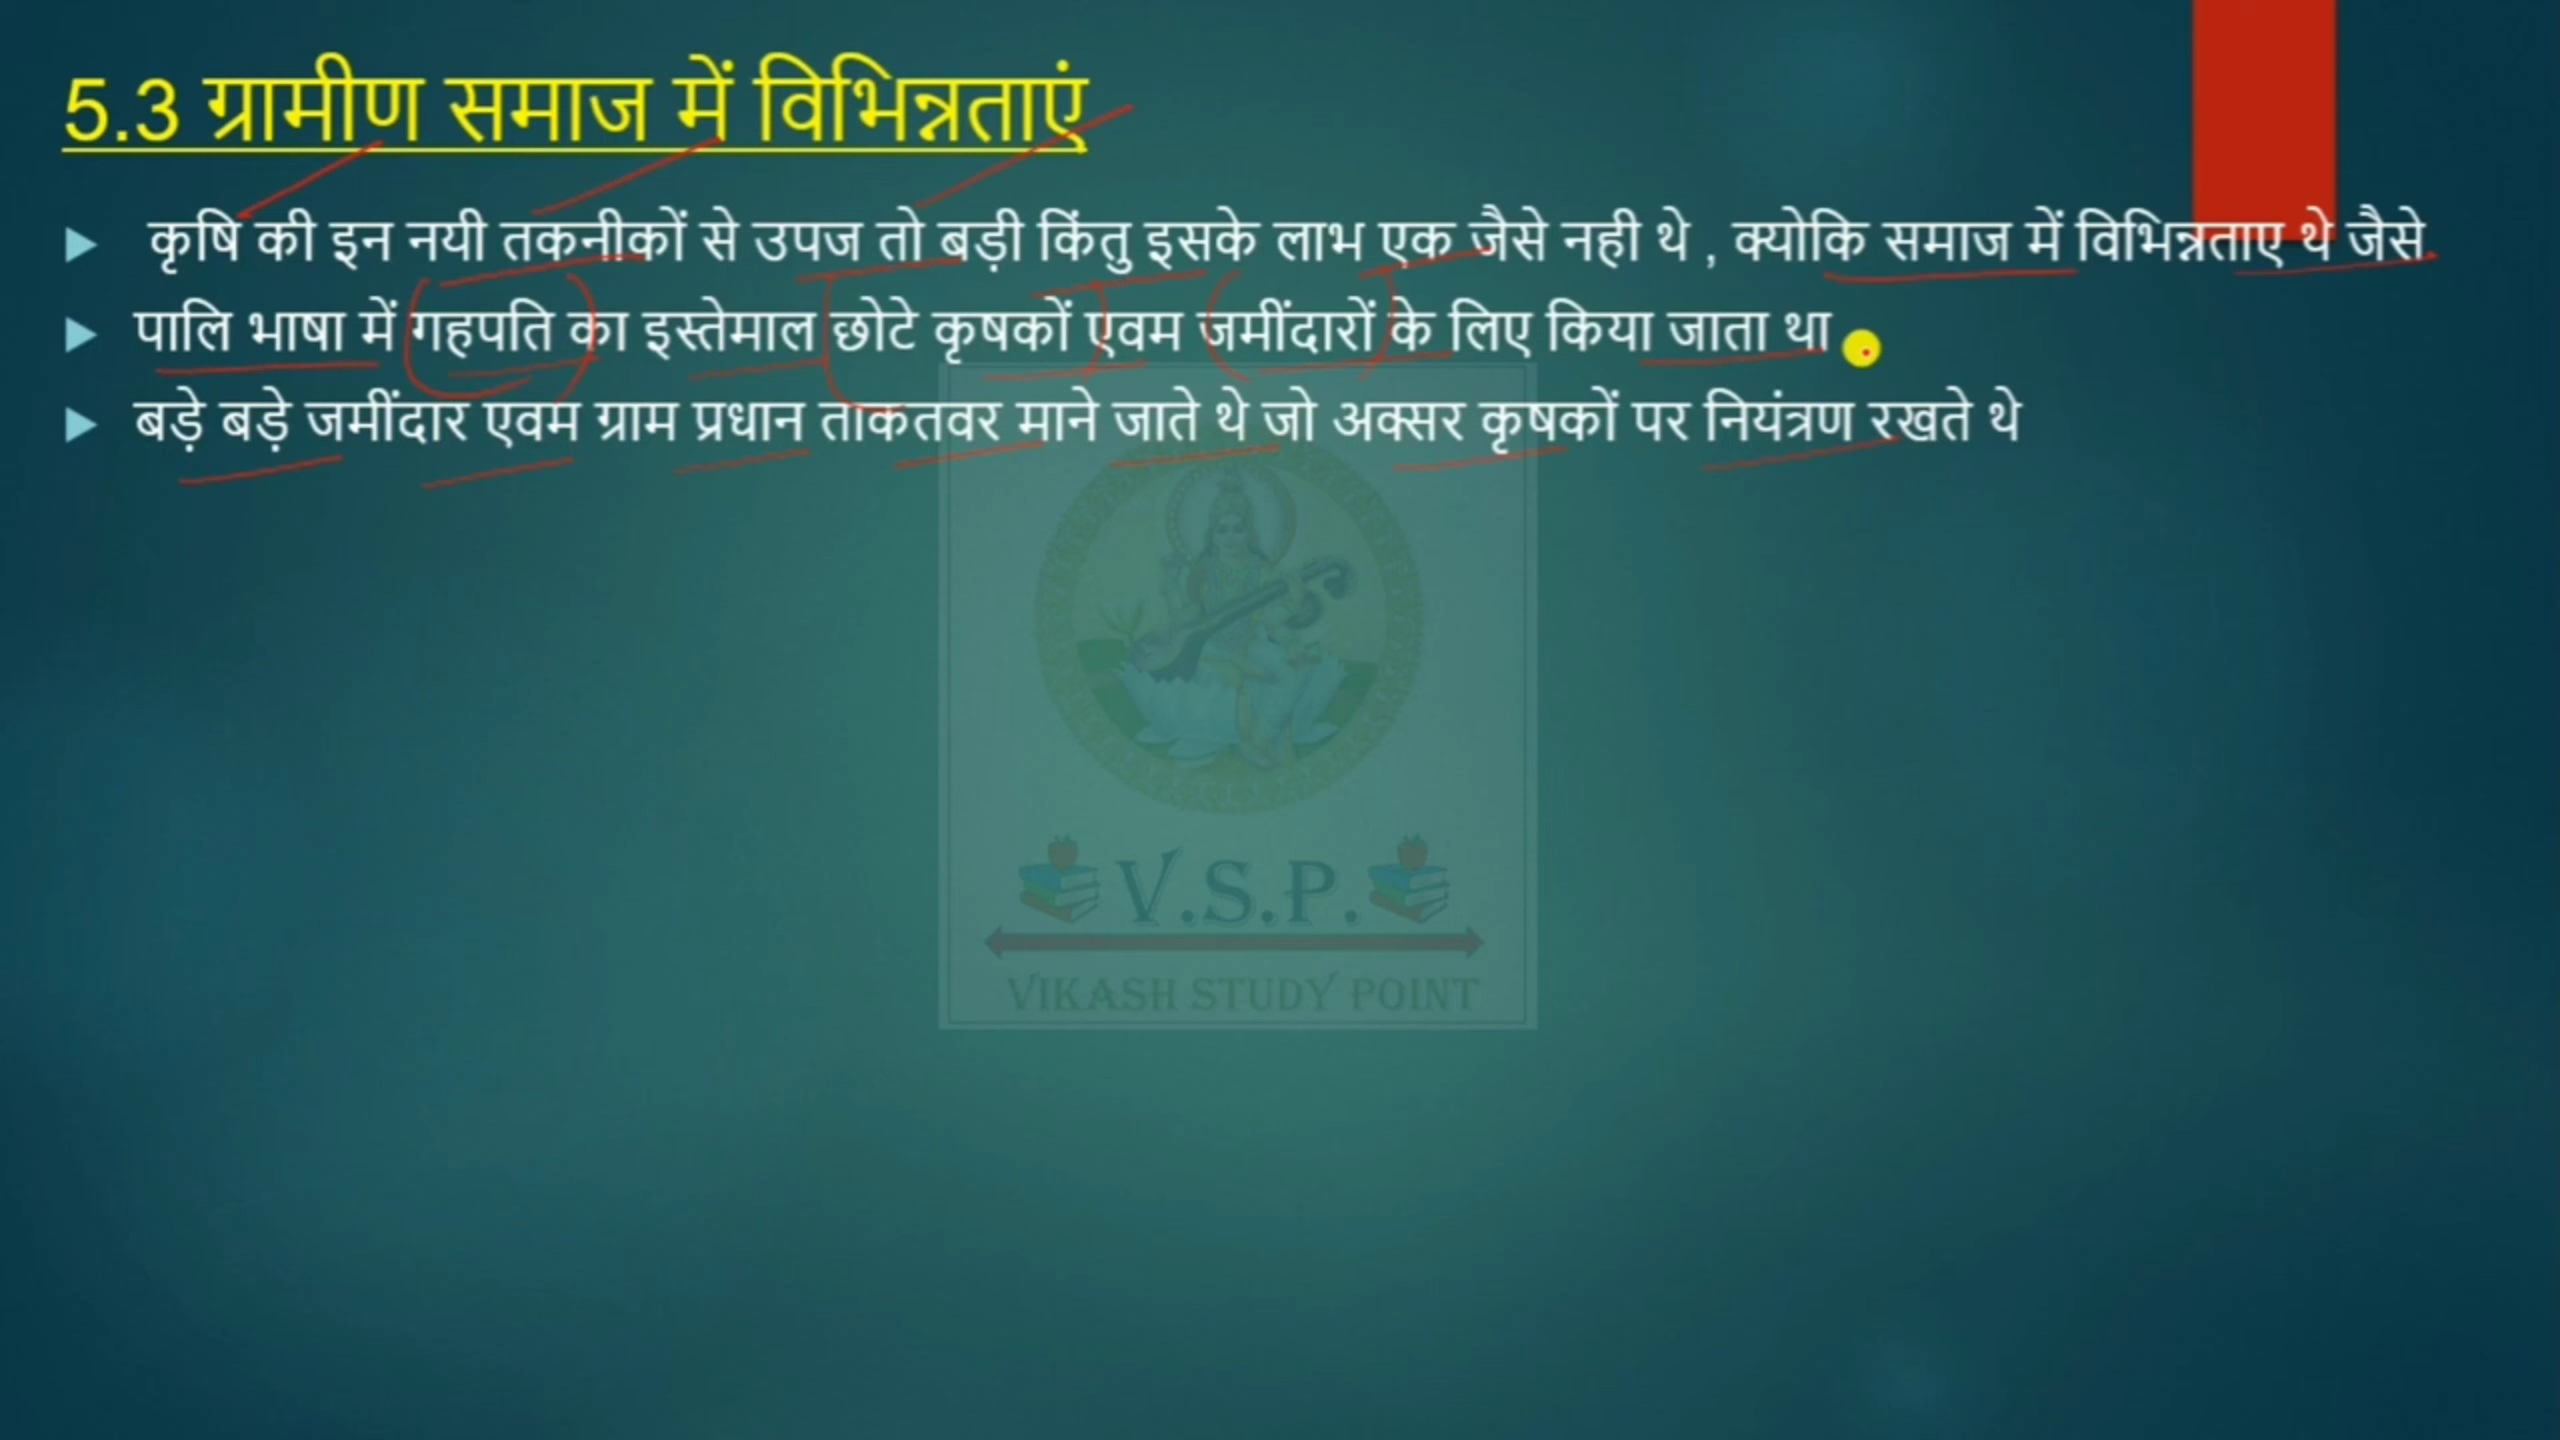 5.3 ग्रामीण समाज में विभिन्नताएं
कृषि की इन नयी तकनीकों से उपज तो बड़ी किंतु इसके लाभ एक जैसे नही थे , क्योकि समाज में विभिन्नताए थे जैसे
पालि भाषा में गहपति का इस्तेमाल छोटे कृषकों एवम जमींदारों के लिए किया जाता था
बड़े बड़े जमींदार एवम ग्राम प्रधान ताकतवर माने जाते थे जो अक्सर कृषकों पर नियंत्रण रखते थे
V.S.P.
VIKASH STUDY POINT